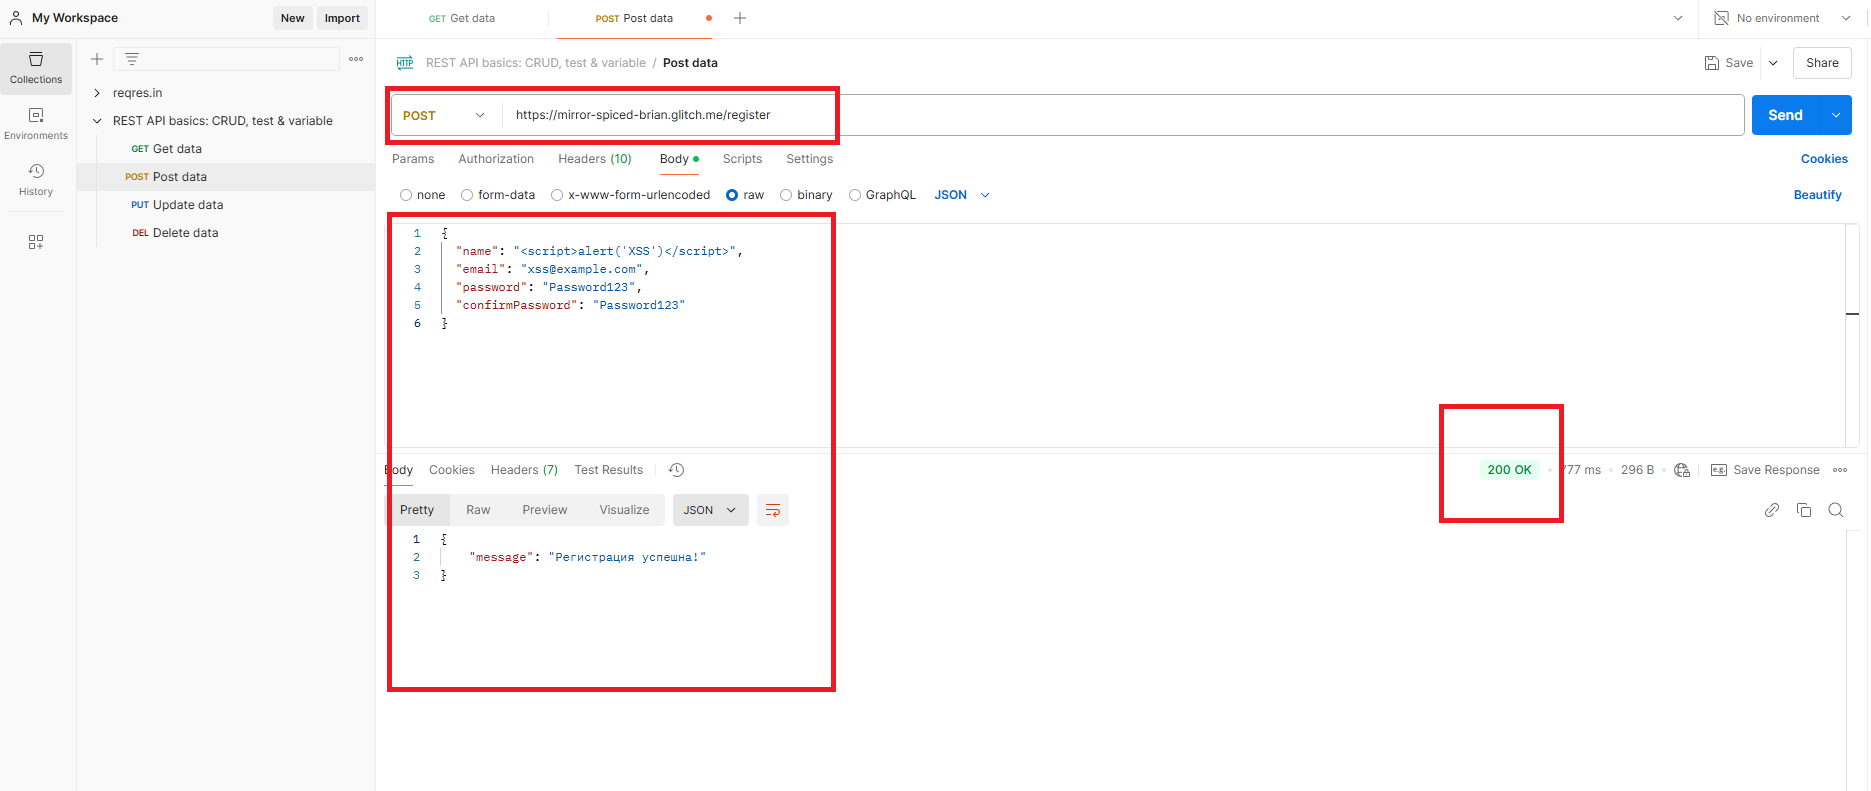 My Workspace
New
Import
GET Get data
POST Post data
No environment
Collections
Environments
History
reqres.in
REST API basics: CRUD, test & variable
GET Get data
POST Post data
PUT Update data
DEL Delete data
HTTP REST API basics: CRUD, test & variable / Post data
Save
Share
POST https://mirror-spiced-brian.glitch.me/register
Send
Params Authorization Headers (10) Body Scripts Settings
Cookies
none form-data x-www-form-urlencoded raw binary GraphQL JSON
Beautify
1 {
2 "name": "<script>alert('XSS')</script>",
3 "email": "xss@example.com",
4 "password": "Password123",
5 "confirmPassword": "Password123"
6 }
Body Cookies Headers (7) Test Results
200 OK 777 ms 296 B e.g. Save Response
Pretty Raw Preview Visualize JSON
1 {
2 "message": "Регистрация успешна!"
3 }